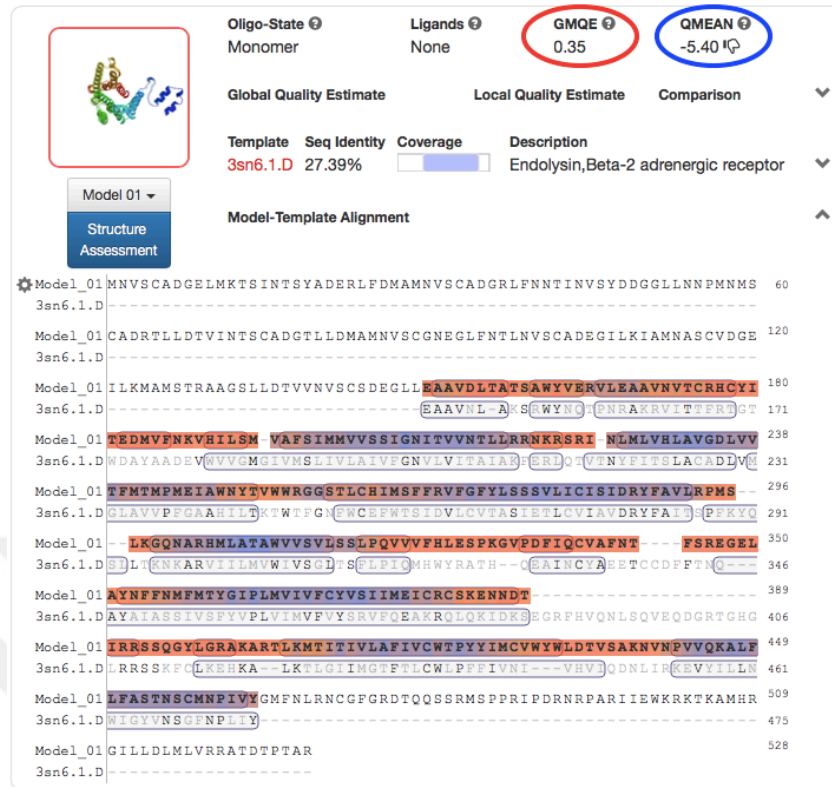 Oligo-State
Monomer
Ligands
None
GMQE
0.35
QMEAN
-5.40
Global Quality Estimate
Local Quality Estimate
Comparison
Template Seq Identity Coverage Description
3sn6.1.D 27.39% Endolysin,Beta-2 adrenergic receptor
Model 01
Structure
Assessment
Model-Template Alignment
Model_01 MNVSCADGELMKTSINTSYADERLFDMAMNVSCADGRLFNNTINVSYDDGGLLNNPMNMS 60
3sn6.1.D ------------------------------------------------------------
Model_01 CADRTLLDTVINTSCADGTLLDMAMNVSCGNEGLFNTLNVSCADEGILKIAMNASCVDGE 120
3sn6.1.D ------------------------------------------------------------
Model_01 ILKMAMSTRAAGSLLDTVVNVSCSDEGLLEAAVDLTATSAWYVERVLEAAVNVTCRHCYI 180
3sn6.1.D -----------------------------EAAVNL-AKSRWYNQTPNRAKRVITTFRTGT 171
Model_01 TEDMVFNKVHILSM-VAFSIMMVVSSIGNITVVNTLLRRNKRSRI-NLMLVHLAVGDLVV 238
3sn6.1.D WDAYAADEVWVVGMGIVMSLIVLAIVFGNVLVITAIAKFERLQTVTNYFITSLACADLVM 231
Model_01 TFMTMPMEIAWNYTVWWRGGSTLCHIMSFFRVFGFYLSSSVLICISIDRYFAVLRPMS-- 296
3sn6.1.D GLAVVPFGAAHILTKTWTFGNFWCEFWTSIDVLCVTASIETLCVIAVDRYFAITSPFKYQ 291
Model_01 --LKGQNARHMLATAWVVSVLSSLPQVVVFHLESPKGVPDFIQCVAFNT----FSREGEL 350
3sn6.1.D SLLTKNKARVIILMVWIVSGLTSFLPIQMHWYRATH--QEAINCYAEETCCDFFTNQ--- 346
Model_01 AYNFFNMFMTYGIPLMVIVFCYVSIIMEICRCSKENNDT--------------------- 389
3sn6.1.D AYAIASSIVSFYVPLVIMVFVYSRVFQEAKRQLQKIDKSEGRFHVQNLSQVEQDGRTGHG 406
Model_01 IRRSSQGYLGRAKARTLKMTITIVLAFIVCWTPYYIMCVWYWLDTVSAKNVNPVVQKALF 449
3sn6.1.D LRRSSKFCLKEHKA--LKTLGIIMGTFTLCWLPFFIVNI---VHVIQDNLIRKEVYILLN 461
Model_01 LFASTNSCMNPIVYGMFNLRNCGFGRDTQQSSRMSPPRIPDRNRPARIIEWKRKTKAMHR 509
3sn6.1.D WIGYVNSGFNPLIY---------------------------------------------- 475
Model_01 GILLDLMLVRRATDTPTAR 528
3sn6.1.D -------------------